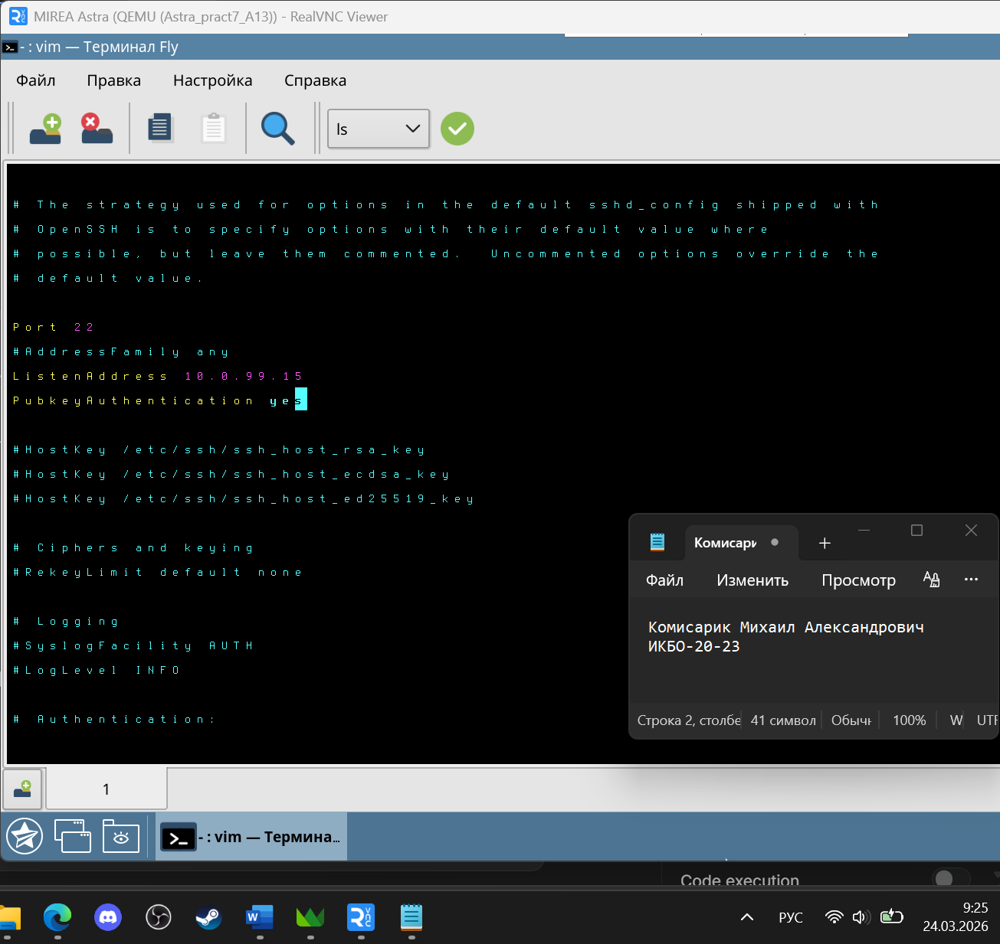 MIREA Astra (QEMU (Astra_pract7_A13)) - RealVNC Viewer
- : vim — Терминал Fly
Файл Правка Настройка Справка
ls
# The strategy used for options in the default sshd_config shipped with
# OpenSSH is to specify options with their default value where
# possible, but leave them commented.  Uncommented options override the
# default value.
Port 22
#AddressFamily any
ListenAddress 10.0.99.15
PubkeyAuthentication yes
#HostKey /etc/ssh/ssh_host_rsa_key
#HostKey /etc/ssh/ssh_host_ecdsa_key
#HostKey /etc/ssh/ssh_host_ed25519_key
# Ciphers and keying
#RekeyLimit default none
# Logging
#SyslogFacility AUTH
#LogLevel INFO
# Authentication:
Комисари
Файл Изменить Просмотр
Комисарик Михаил Александрович
ИКБО-20-23
Строка 2, столбе 41 символ Обычн 100% W UTF
1
- : vim — Термина...
Code execution
РУС
9:25
24.03.2026